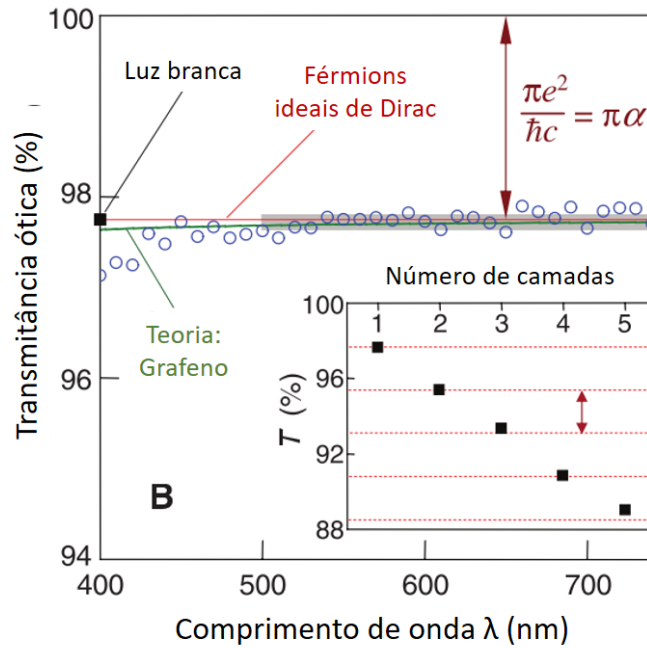 100
Luz branca
Férmions
ideais de Dirac
πe²/ħc = πα
98
Transmitância ótica (%)
Teoria:
Grafeno
96
B
94
400
500
600
700
Comprimento de onda λ (nm)
Número de camadas
100
1 2 3 4 5
96
T (%)
92
88